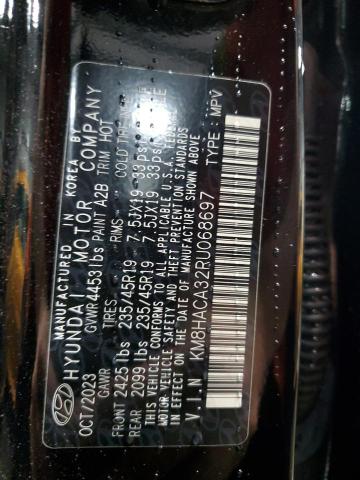 MANUFACTURED IN KOREA BY
HYUNDAI MOTOR COMPANY
OCT/2023 GVWR 4453 lbs PAINT A2B TRIM HOT
GAWR TIRES RIMS COLD TIRE
FRONT 2425 lbs 235/45R19 7.5JX19 33psi
REAR 2099 lbs 235/45R19 7.5JX19 33psi
THIS VEHICLE CONFORMS TO ALL APPLICABLE U.S.A. FEDERAL
MOTOR VEHICLE SAFETY AND THEFT PREVENTION STANDARDS
IN EFFECT ON THE DATE OF MANUFACTURE SHOWN ABOVE
V.I.N KM8HACA32RU068697 TYPE : MPV